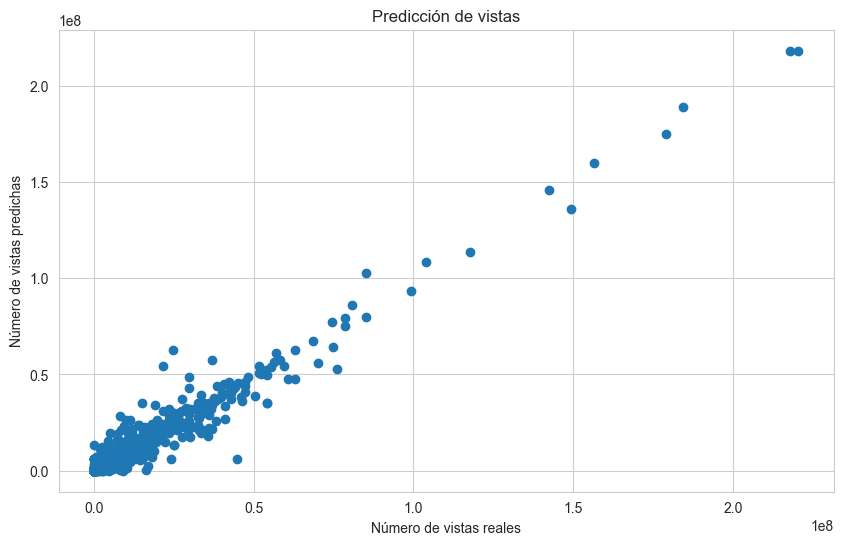 Predicción de vistas
1e8
Número de vistas predichas
2.0
1.5
1.0
0.5
0.0
0.0 0.5 1.0 1.5 2.0
1e8
Número de vistas reales